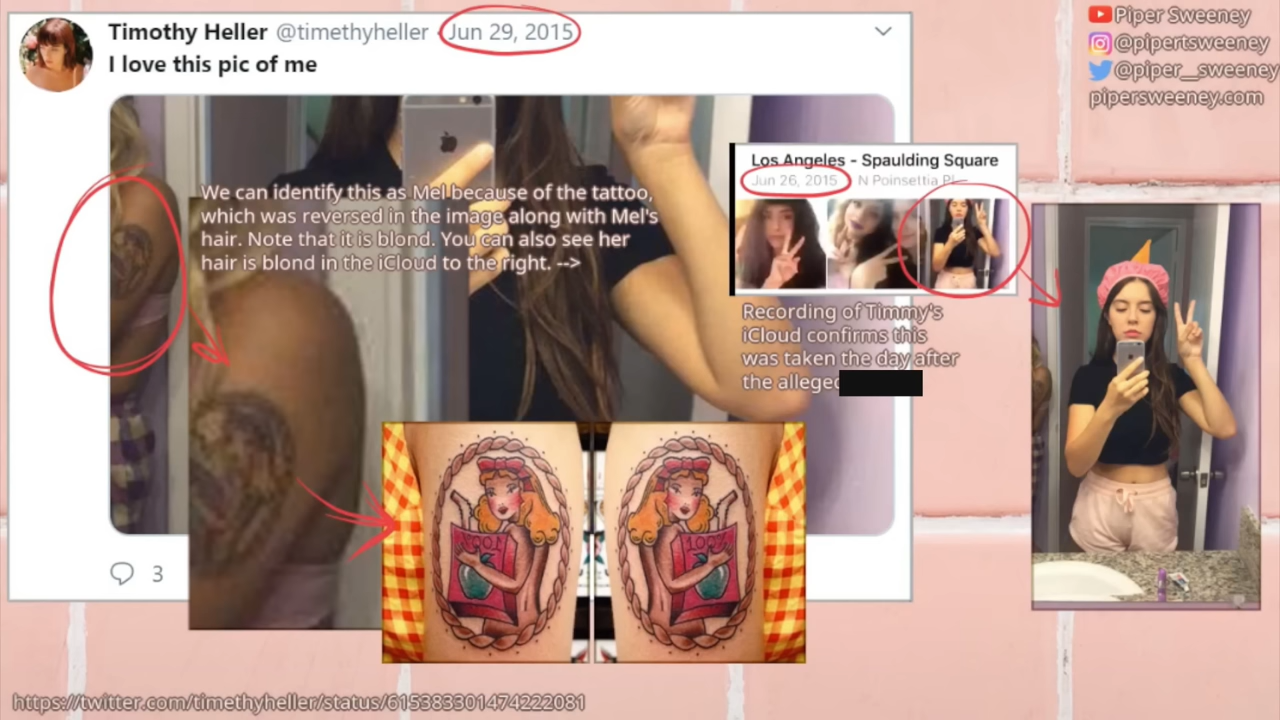 Timothy Heller @timethyheller · Jun 29, 2015
I love this pic of me
Piper Sweeney
@pipertsweeney
@piper__sweeney
pipersweeney.com
We can identify this as Mel because of the tattoo,
which was reversed in the image along with Mel's
hair. Note that it is blond. You can also see her
hair is blond in the iCloud to the right. -->
Los Angeles - Spaulding Square
Jun 26, 2015 N Poinsettia Pl
Recording of Timmy's
iCloud confirms this
was taken the day after
the alleged
3
https://twitter.com/timethyheller/status/615383301474222081